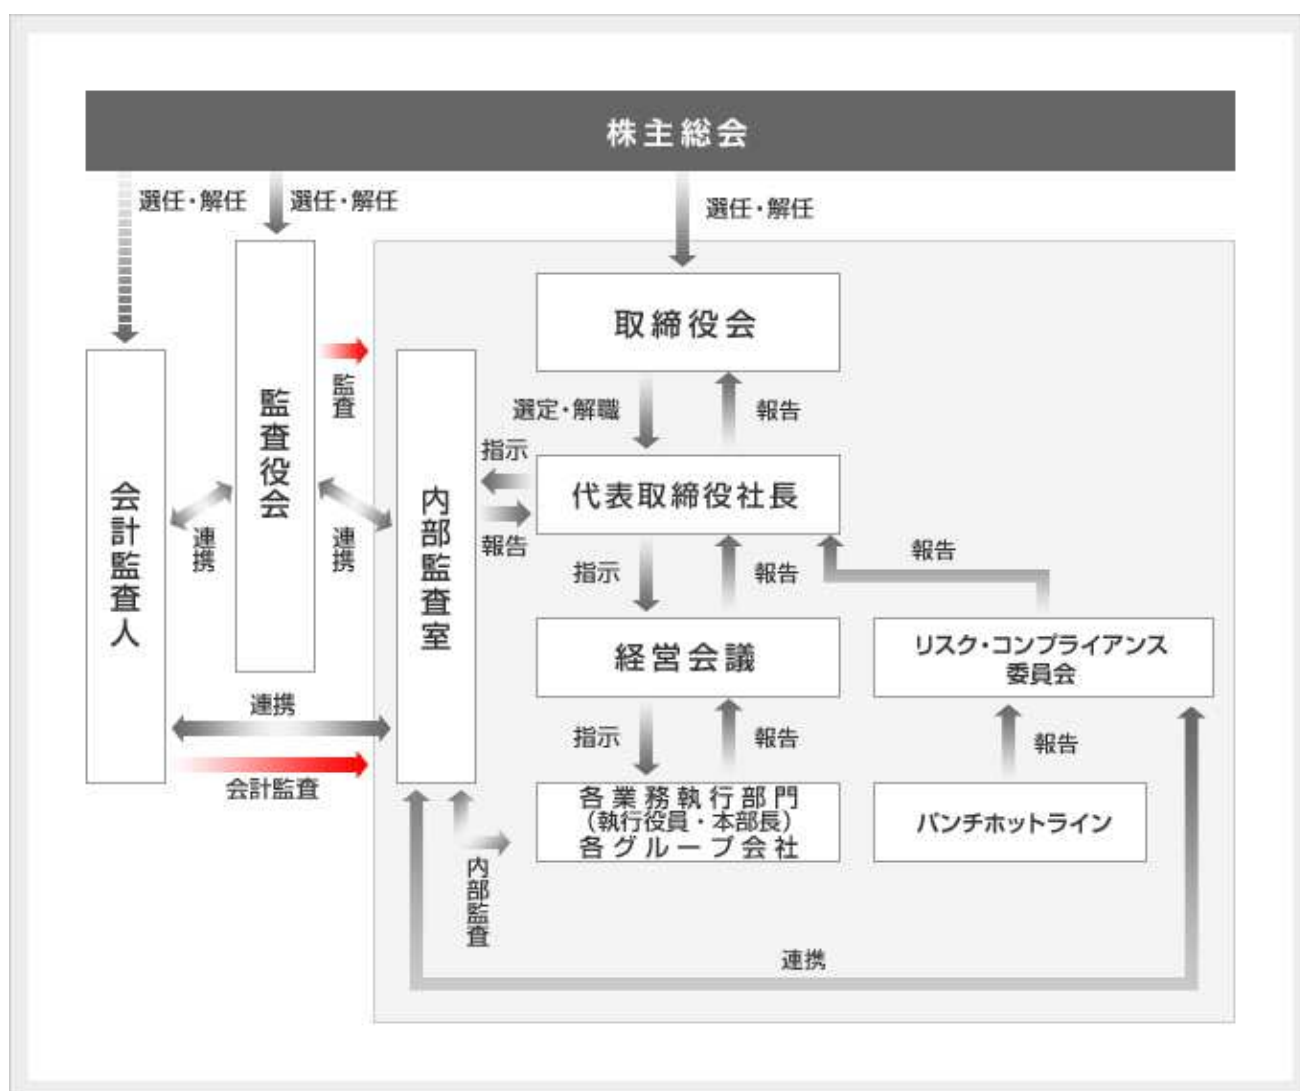 株主総会
選任・解任
選任・解任
選任・解任
取締役会
監査役会
監査
会計監査人
内部監査室
選定・解職
報告
指示
代表取締役社長
報告
連携
連携
指示
報告
報告
経営会議
リスク・コンプライアンス
委員会
連携
指示
報告
報告
会計監査
各業務執行部門
（執行役員・本部長）
各グループ会社
パンチホットライン
内部監査
連携